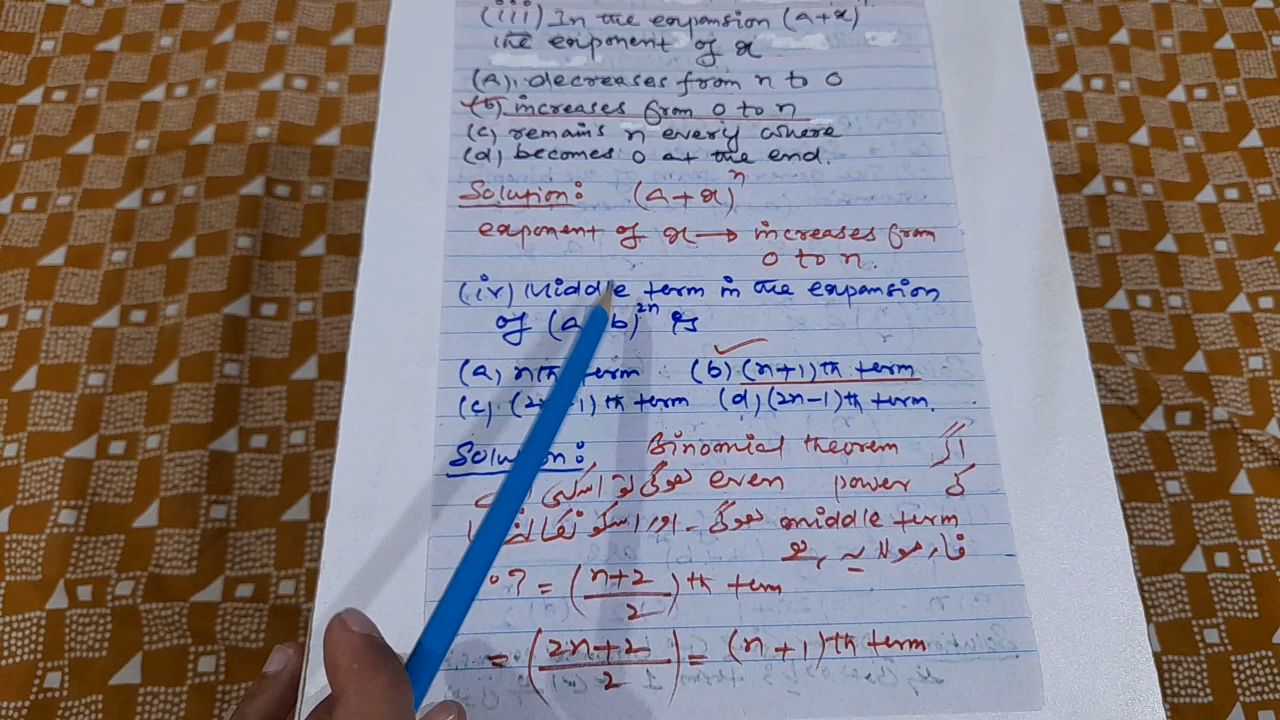 (iii) In the expansion (a+x)
the exponent of x
(a), decreases from n to 0
(b) increases from 0 to n
(c) remains n every where
(d) becomes 0 at the end.
Solution: (a+x)^n
exponent of x → increases from
0 to n.
(iv) Middle term in the expansion
of (a b)^2n is
(a) nth term (b) (n+1)th term
(c) (2n 1)th term (d) (2n-1)th term.
Solution: اگر Binomial theorem
کی power even ہوگی تو اسکی
middle term ہوگی - اور اسکو نکالنے کا
فارمولا یہ ہے
= (n+2/2)th term
= (2n+2/2) = (n+1)th term